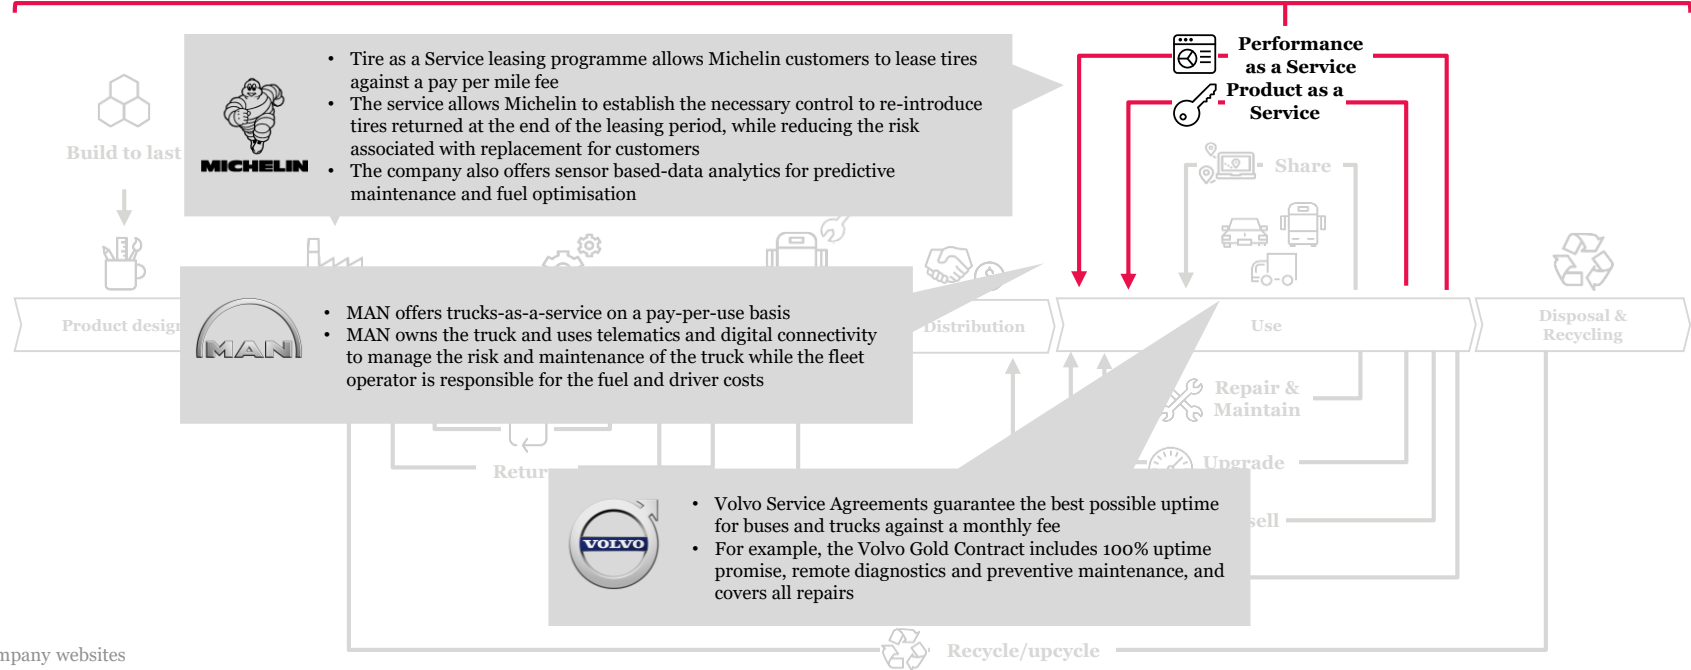 Performance
as a Service
Product as a
Service
• Tire as a Service leasing programme allows Michelin customers to lease tires
against a pay per mile fee
• The service allows Michelin to establish the necessary control to re-introduce
tires returned at the end of the leasing period, while reducing the risk
associated with replacement for customers
• The company also offers sensor based-data analytics for predictive
maintenance and fuel optimisation
MICHELIN
Build to last
Share
• MAN offers trucks-as-a-service on a pay-per-use basis
• MAN owns the truck and uses telematics and digital connectivity
to manage the risk and maintenance of the truck while the fleet
operator is responsible for the fuel and driver costs
MAN
Product design
Distribution
Use
Disposal &
Recycling
Repair &
Maintain
Upgrade
• Volvo Service Agreements guarantee the best possible uptime
for buses and trucks against a monthly fee
• For example, the Volvo Gold Contract includes 100% uptime
promise, remote diagnostics and preventive maintenance, and
covers all repairs
VOLVO
Recycle/upcycle
websites